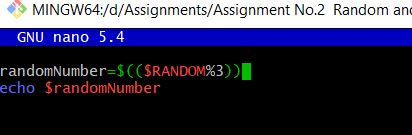 MINGW64:/d/Assignments/Assignment No.2 Random and
GNU nano 5.4
randomNumber=$(($RANDOM%3))
echo $randomNumber